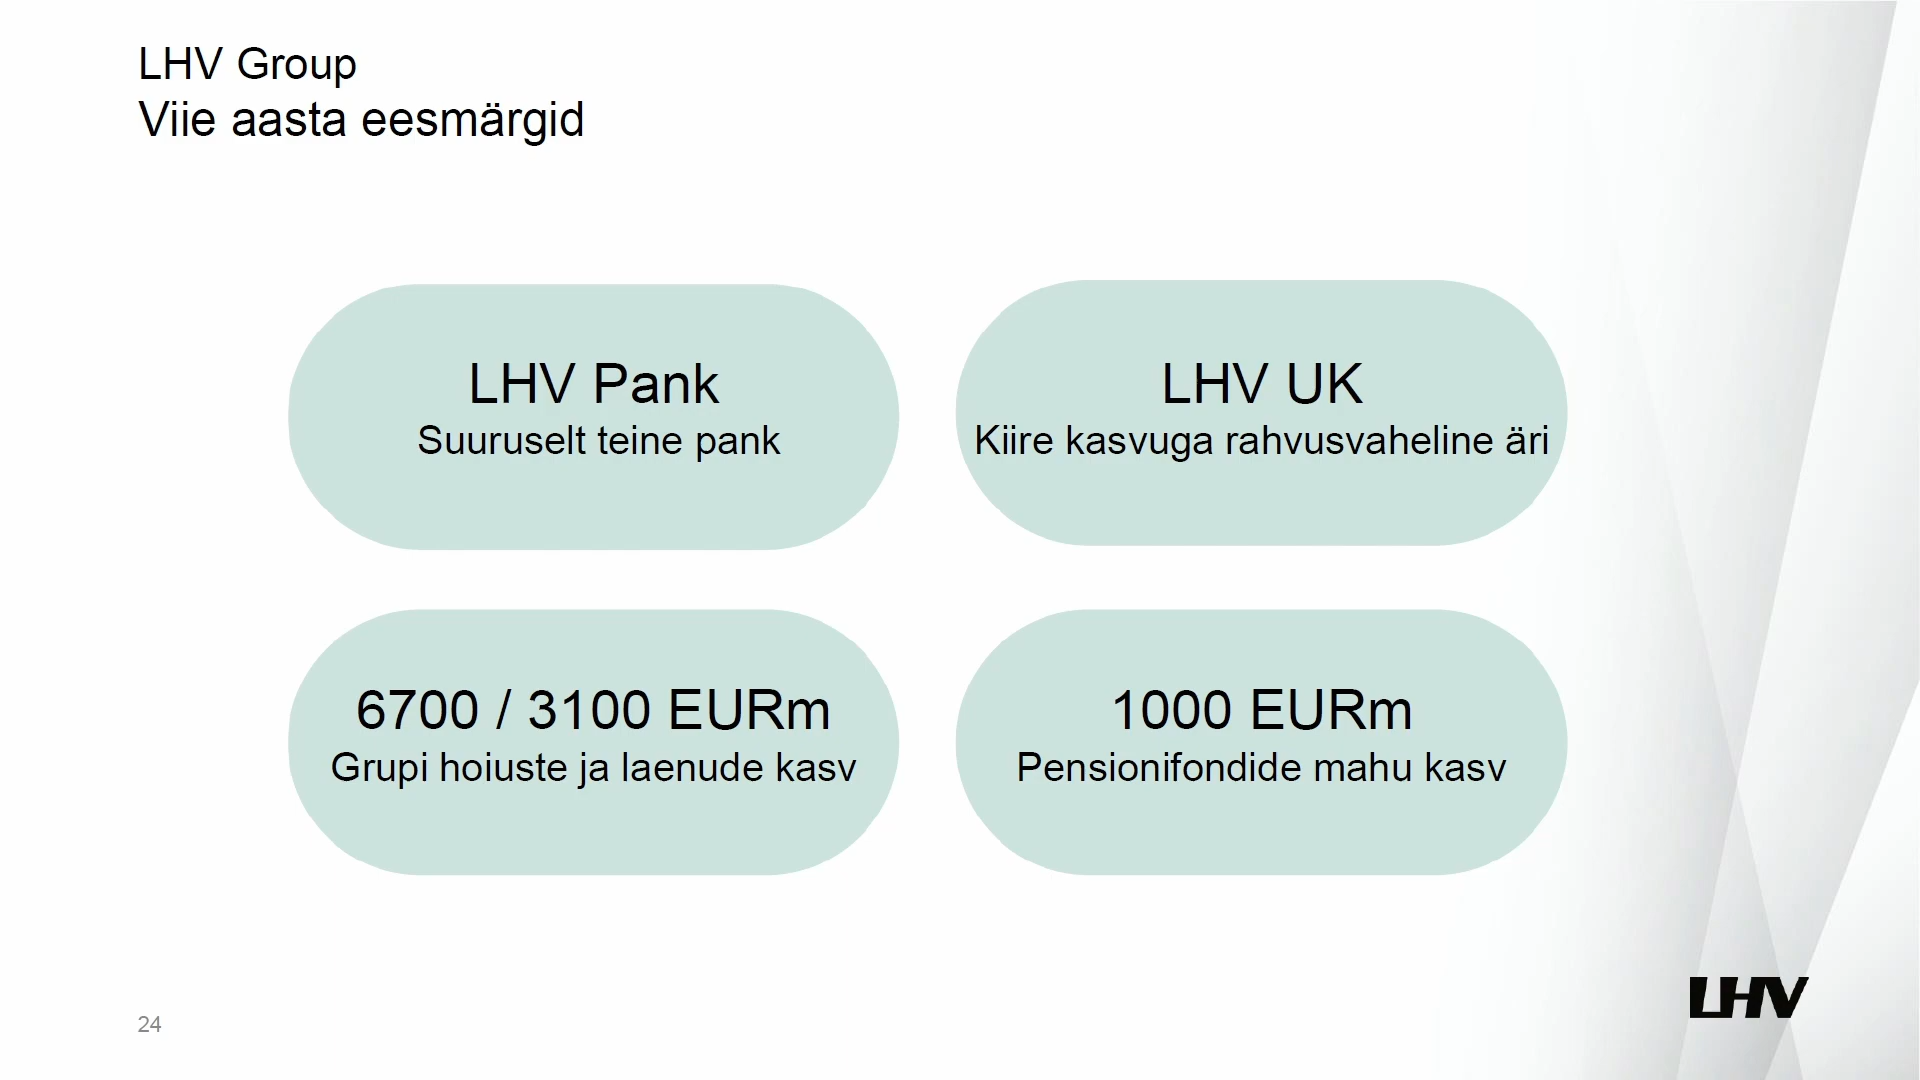 LHV Group
Viie aasta eesmärgid
LHV Pank
Suuruselt teine pank
LHV UK
Kiire kasvuga rahvusvaheline äri
6700 / 3100 EURm
Grupi hoiuste ja laenude kasv
1000 EURm
Pensionifondide mahu kasv
24
LHV